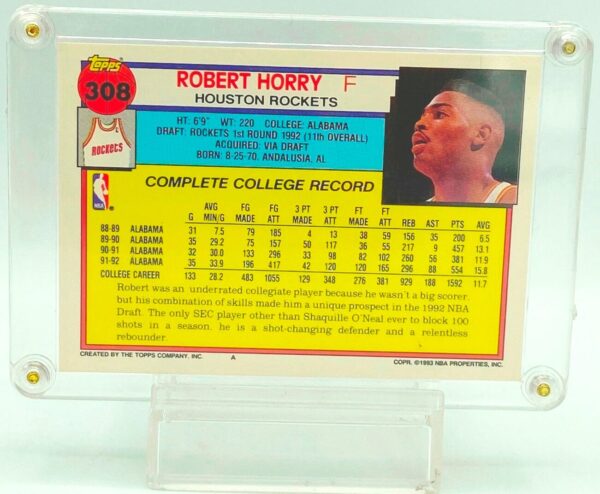 Topps
308
ROBERT HORRY F
HOUSTON ROCKETS
ROCKETS
HT: 6'9" WT: 220 COLLEGE: ALABAMA
DRAFT: ROCKETS 1st ROUND 1992 (11th OVERALL)
ACQUIRED: VIA DRAFT
BORN: 8-25-70, ANDALUSIA, AL
NBA
COMPLETE COLLEGE RECORD
AVG FG FG 3 PT 3 PT FT FT
G MIN/G MADE ATT MADE ATT MADE ATT REB AST PTS AVG
88-89 ALABAMA 31 7.5 79 185 4 13 38 59 156 35 200 6.5
89-90 ALABAMA 35 29.2 75 157 50 117 36 55 217 9 457 13.1
90-91 ALABAMA 32 30.0 133 296 33 98 82 102 260 56 381 11.9
91-92 ALABAMA 35 33.9 196 417 42 120 120 165 296 88 554 15.8
COLLEGE CAREER 133 28.2 483 1055 129 348 276 381 929 188 1592 11.7
Robert was an underrated collegiate player because he wasn't a big scorer,
but his combination of skills made him a unique prospect in the 1992 NBA
Draft. The only SEC player other than Shaquille O'Neal ever to block 100
shots in a season, he is a shot-changing defender and a relentless
rebounder.
CREATED BY THE TOPPS COMPANY, INC. A COPR. ©1993 NBA PROPERTIES, INC.